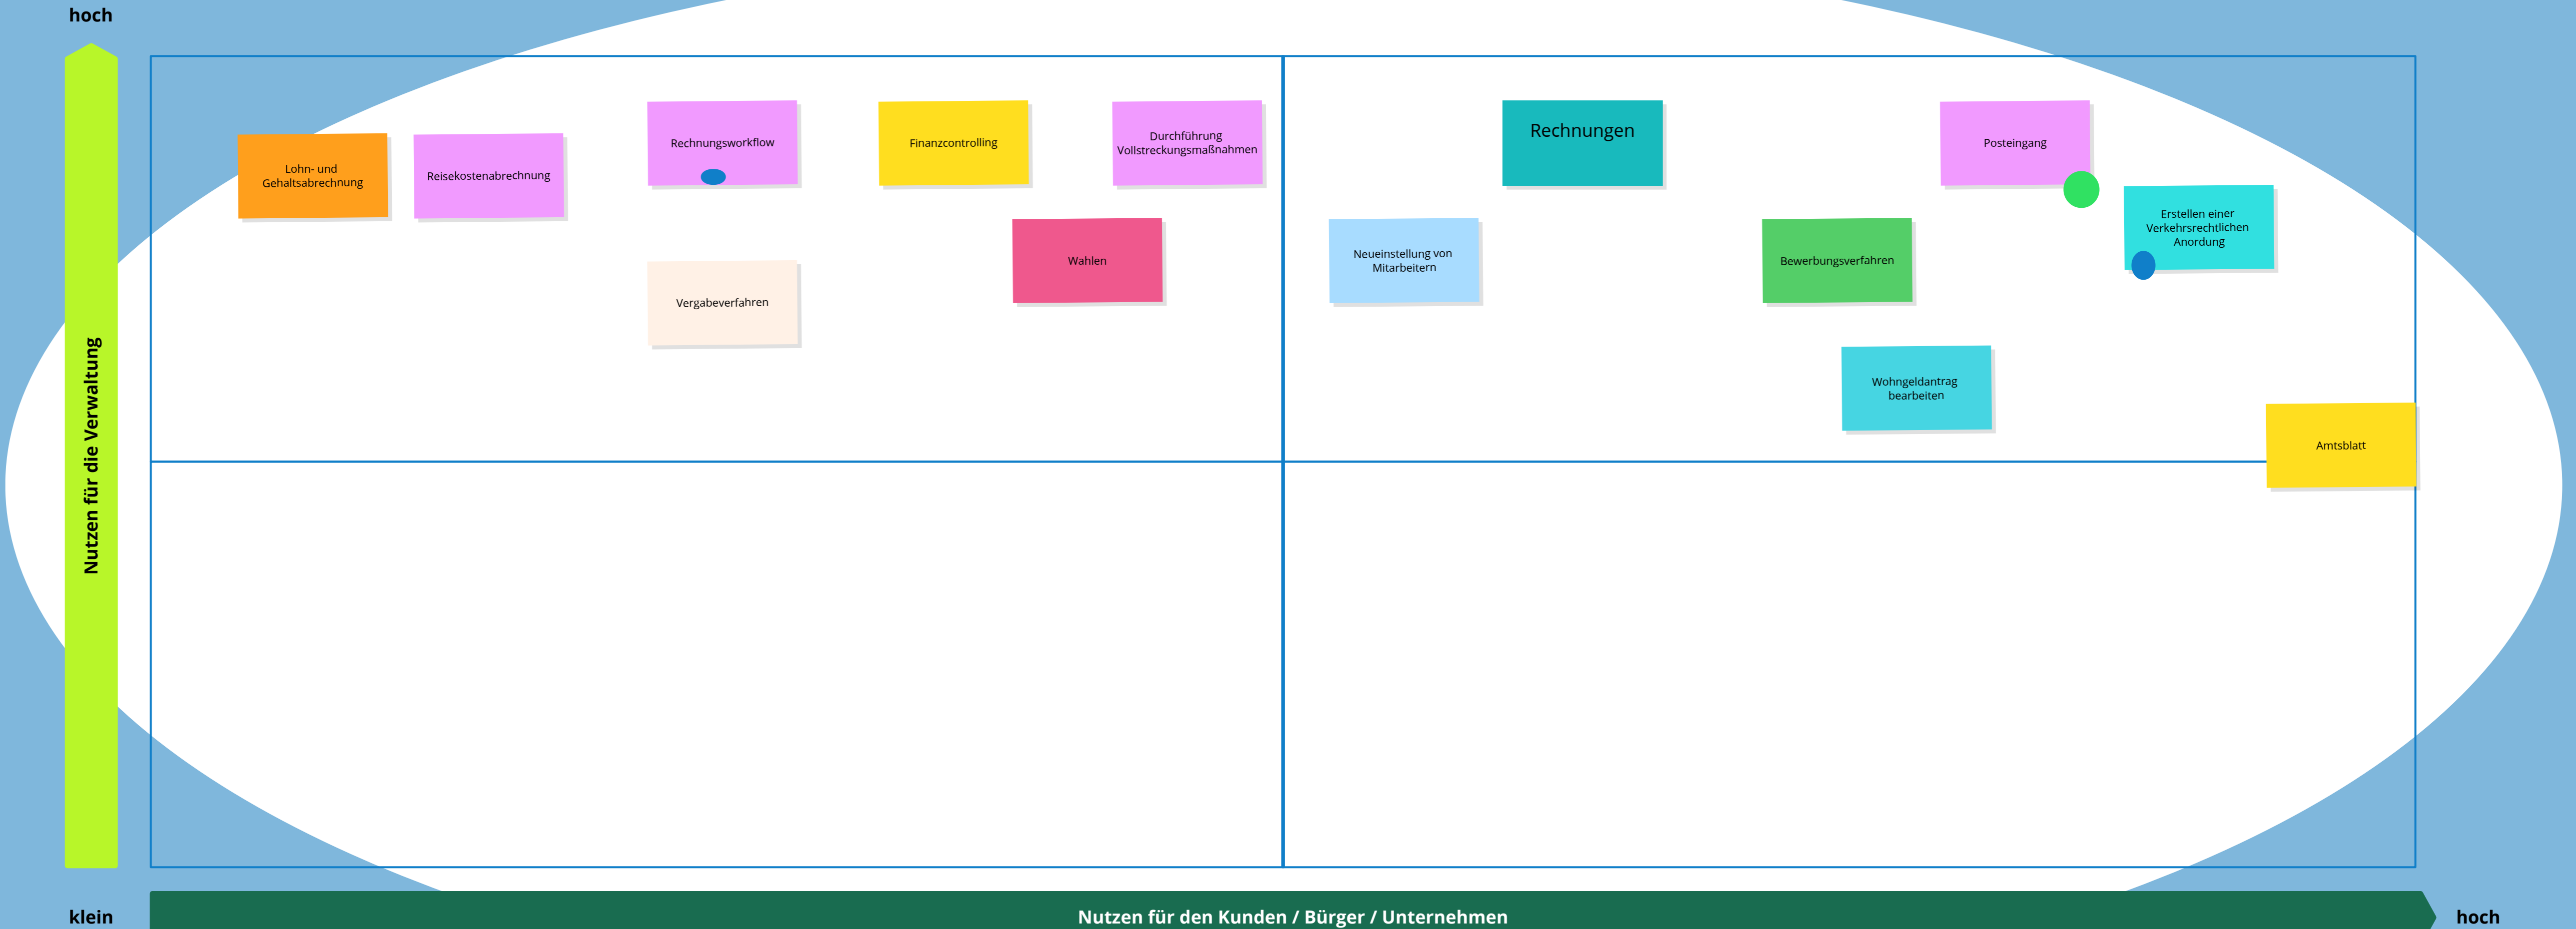 hoch
Nutzen für die Verwaltung
Lohn- und
Gehaltsabrechnung
Reisekostenabrechnung
Rechnungsworkflow
Finanzcontrolling
Durchführung
Vollstreckungsmaßnahmen
Rechnungen
Posteingang
Erstellen einer
Verkehrsrechtlichen
Anordung
Vergabeverfahren
Wahlen
Neueinstellung von
Mitarbeitern
Bewerbungsverfahren
Wohngeldantrag
bearbeiten
Amtsblatt
klein
Nutzen für den Kunden / Bürger / Unternehmen
hoch